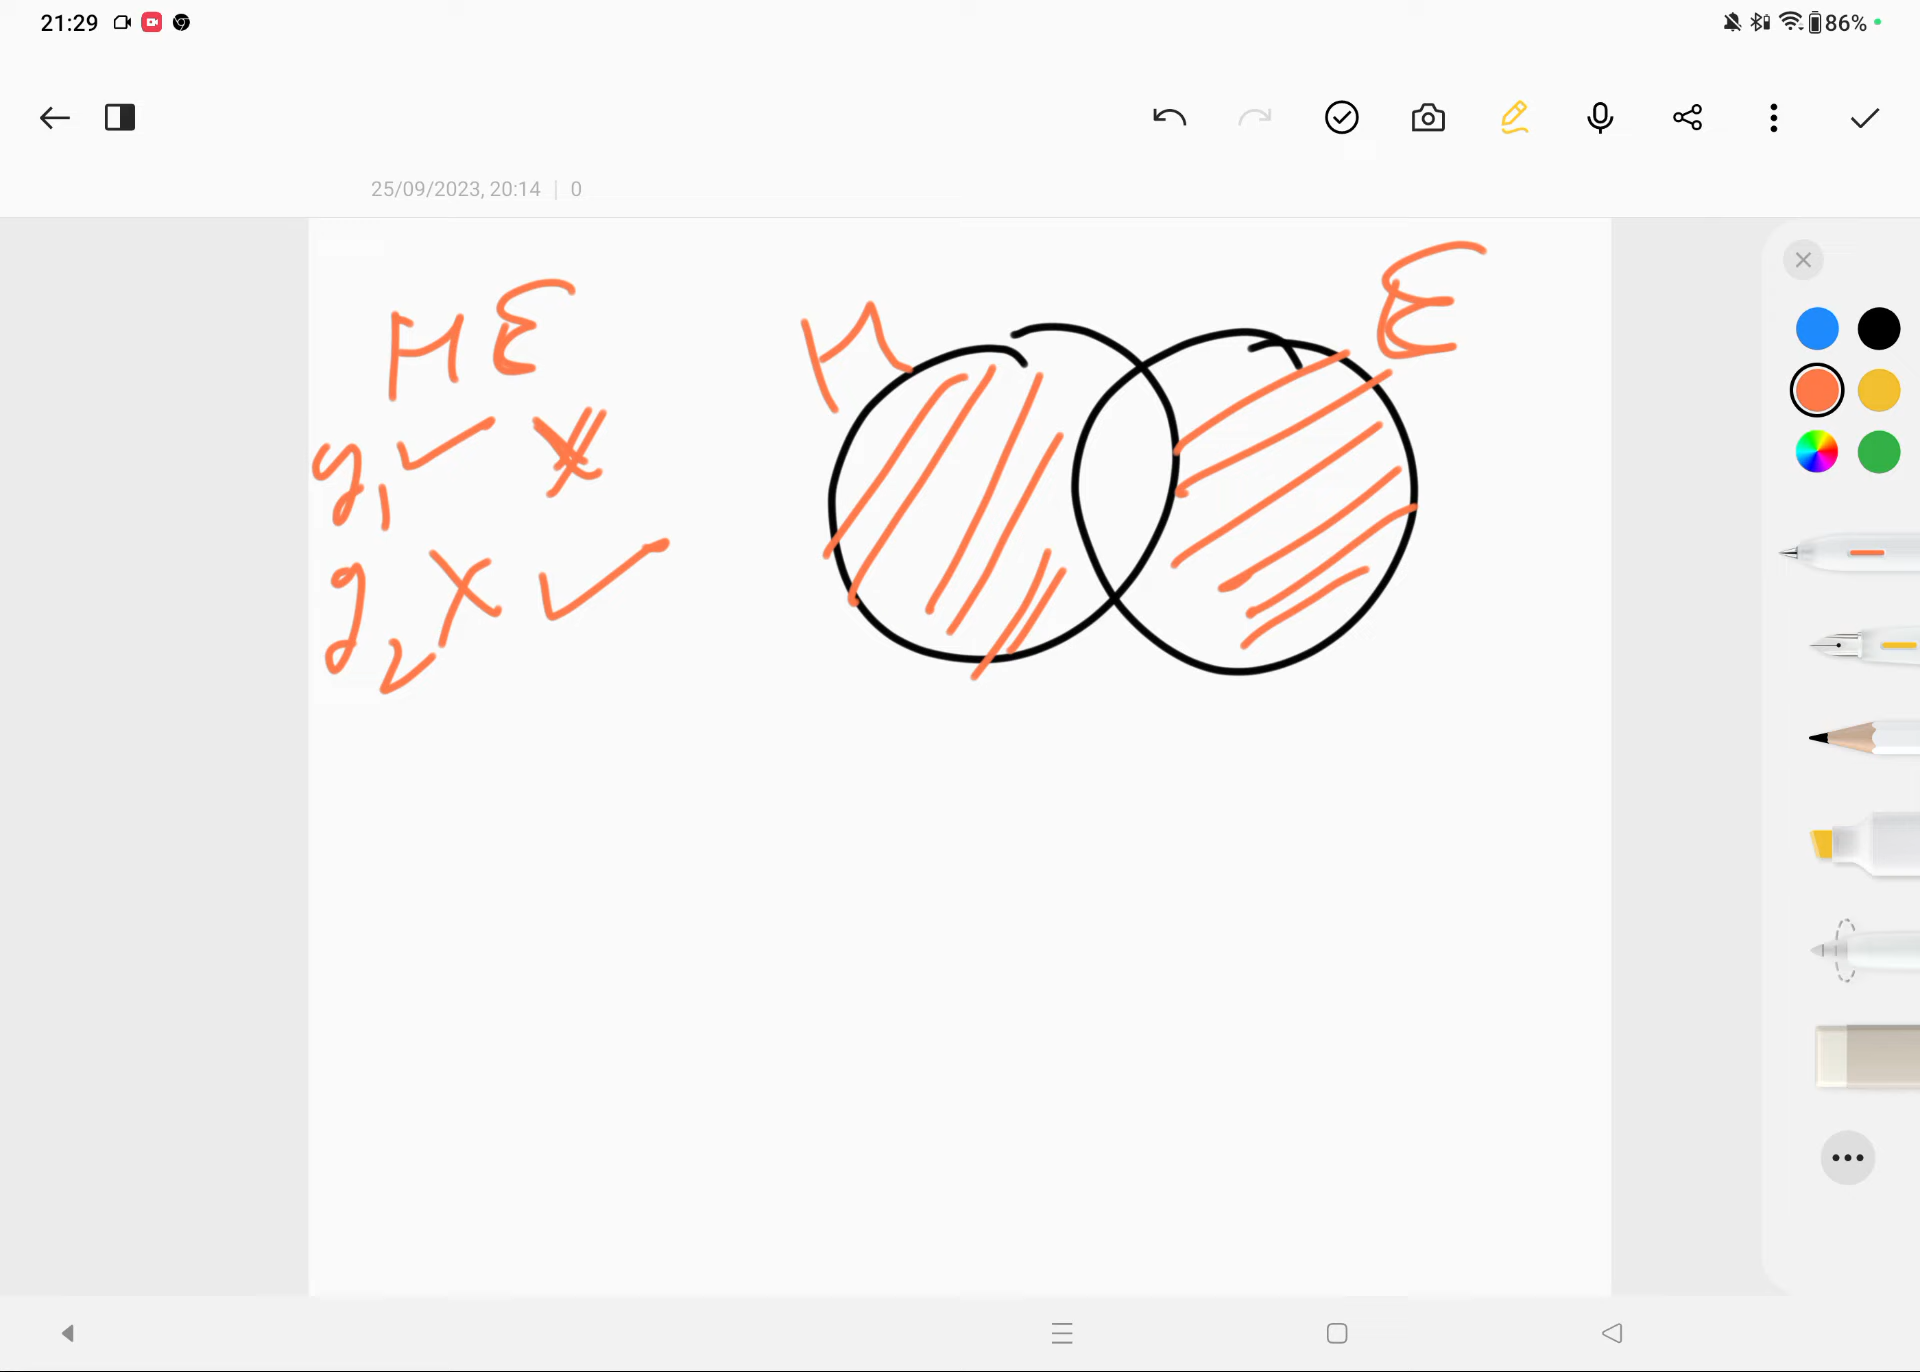 21:29 86%
25/09/2023, 20:14 | 0
M E
M E
g1 ✓ X
g2 X ✓